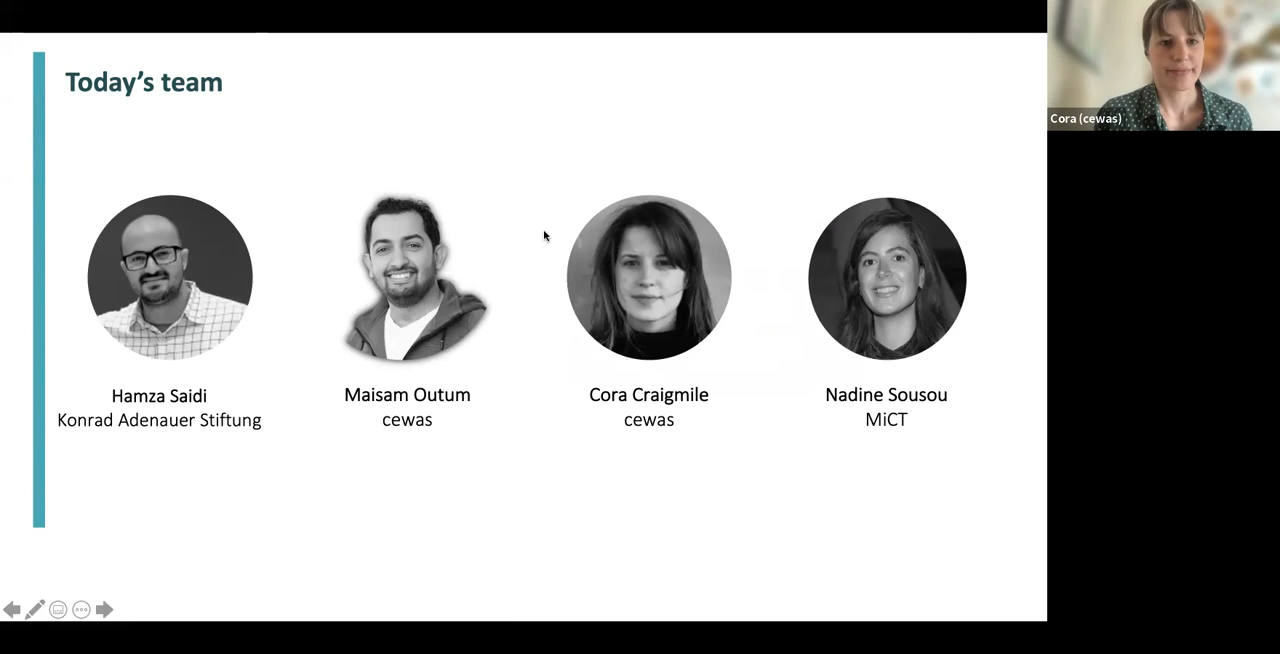 Today’s team
Hamza Saidi
Konrad Adenauer Stiftung
Maisam Outum
cewas
Cora Craigmile
cewas
Nadine Sousou
MiCT
Cora (cewas)